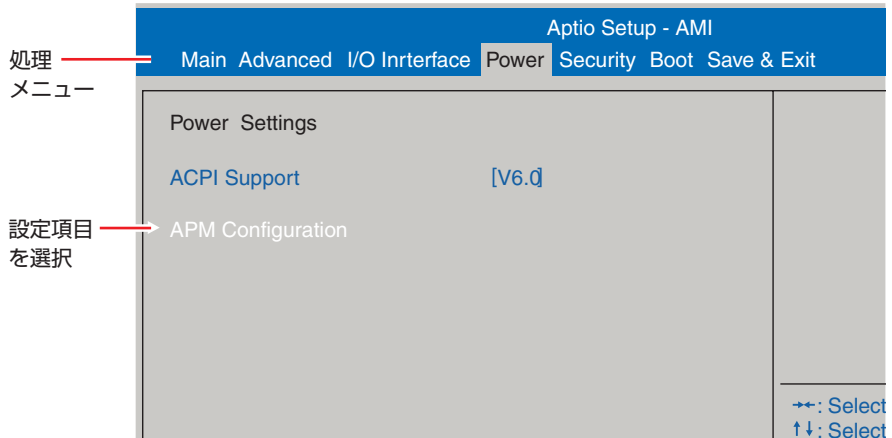 Aptio Setup - AMI
処理
メニュー
Main Advanced I/O Inrterface Power Security Boot Save & Exit
Power Settings
ACPI Support [V6.0]
設定項目
を選択
APM Configuration
→←: Select
↑↓: Select